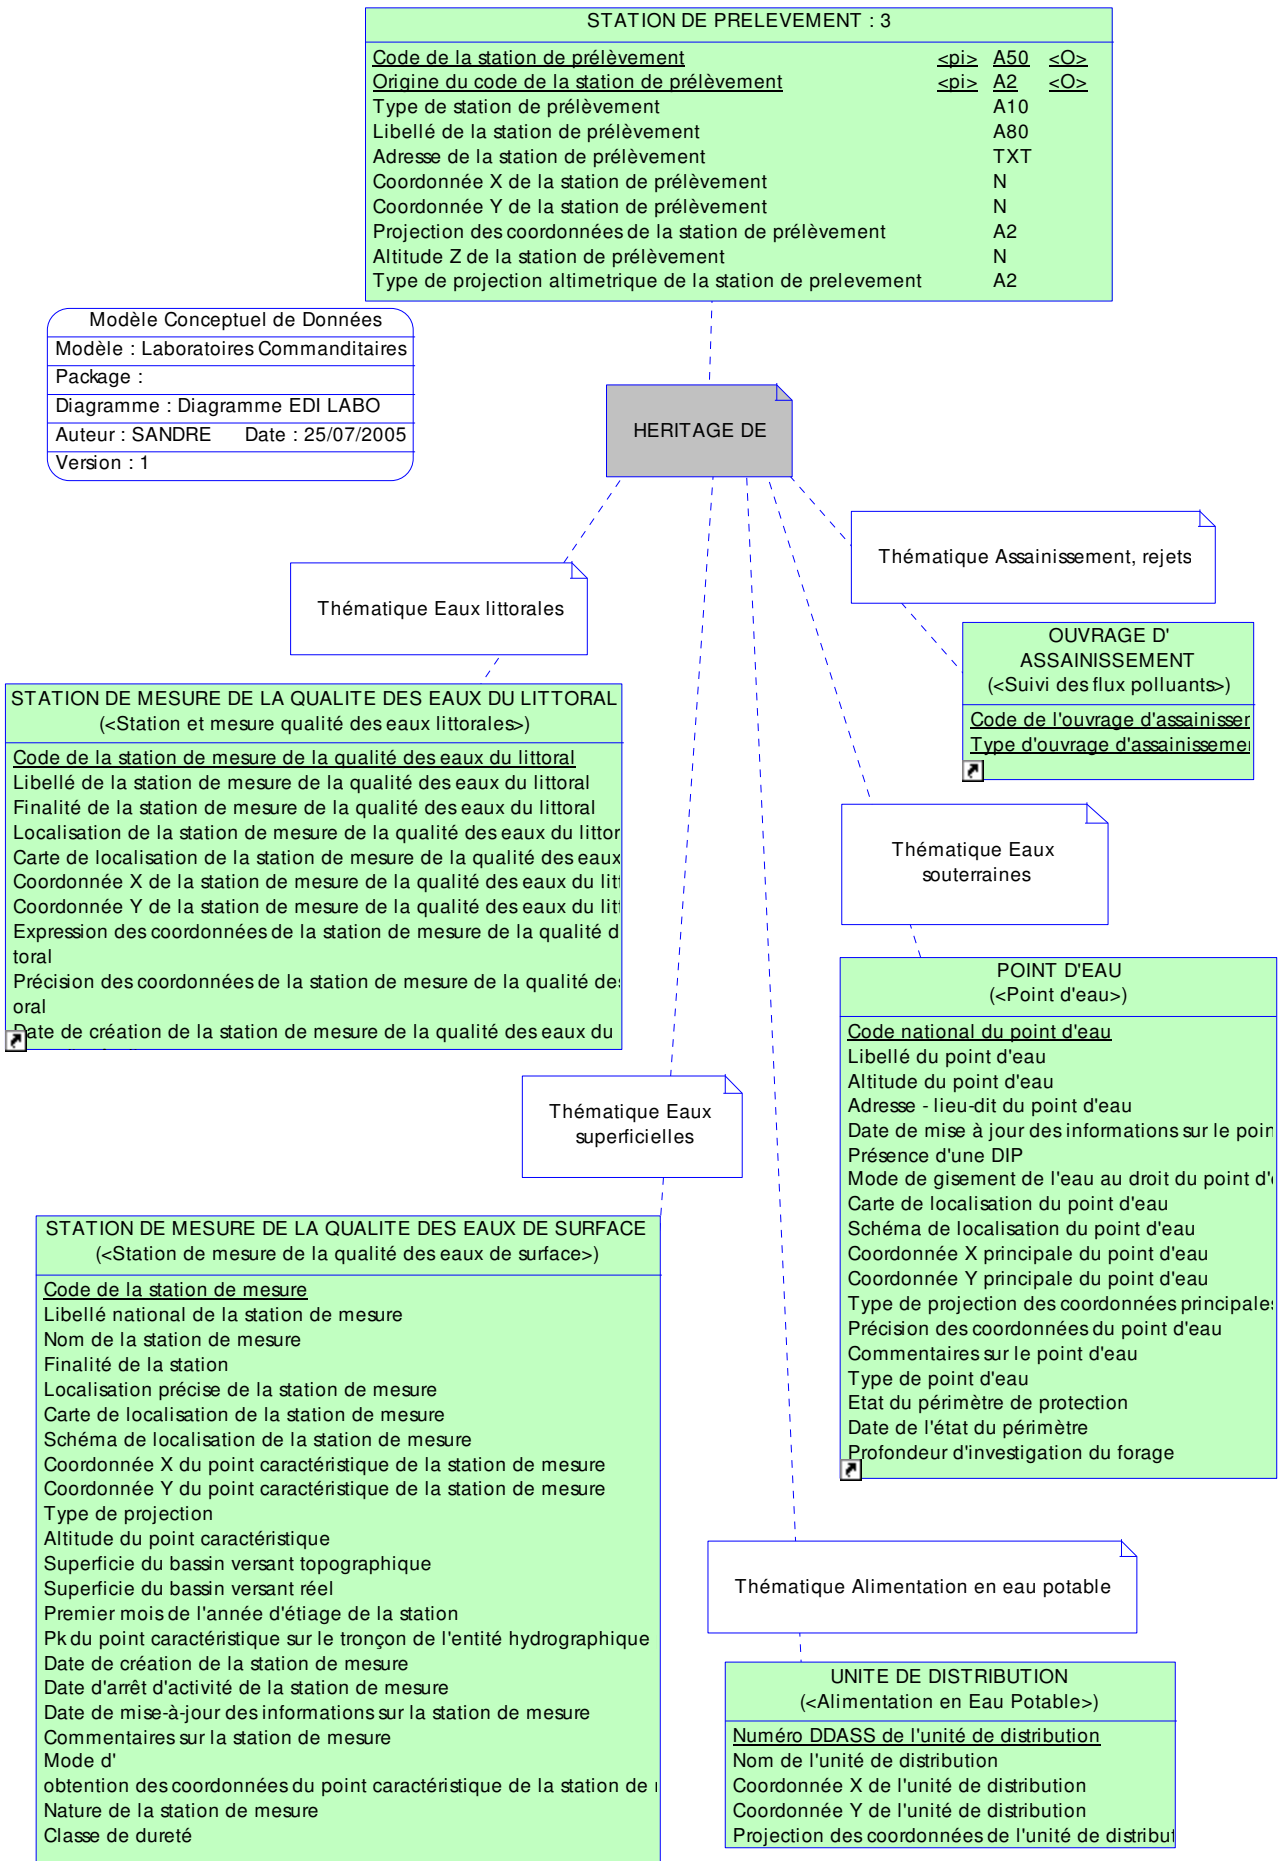 STATION DE PRELEVEMENT : 3
Code de la station de prélèvement <pi> A50 <O>
Origine du code de la station de prélèvement <pi> A2 <O>
Type de station de prélèvement A10
Libellé de la station de prélèvement A80
Adresse de la station de prélèvement TXT
Coordonnée X de la station de prélèvement N
Coordonnée Y de la station de prélèvement N
Projection des coordonnées de la station de prélèvement A2
Altitude Z de la station de prélèvement N
Type de projection altimetrique de la station de prelevement A2
Modèle Conceptuel de Données
Modèle : Laboratoires Commanditaires
Package :
Diagramme : Diagramme EDI LABO
Auteur : SANDRE Date : 25/07/2005
Version : 1
HERITAGE DE
Thématique Assainissement, rejets
Thématique Eaux littorales
OUVRAGE D'
ASSAINISSEMENT
(<Suivi des flux polluants>)
Code de l'ouvrage d'assainisser
Type d'ouvrage d'assainissemen
STATION DE MESURE DE LA QUALITE DES EAUX DU LITTORAL
(<Station et mesure qualité des eaux littorales>)
Code de la station de mesure de la qualité des eaux du littoral
Libellé de la station de mesure de la qualité des eaux du littoral
Finalité de la station de mesure de la qualité des eaux du littoral
Localisation de la station de mesure de la qualité des eaux du littor
Carte de localisation de la station de mesure de la qualité des eaux
Coordonnée X de la station de mesure de la qualité des eaux du litt
Coordonnée Y de la station de mesure de la qualité des eaux du litt
Expression des coordonnées de la station de mesure de la qualité d
toral
Précision des coordonnées de la station de mesure de la qualité des
oral
Date de création de la station de mesure de la qualité des eaux du
Thématique Eaux
souterraines
POINT D'EAU
(<Point d'eau>)
Code national du point d'eau
Libellé du point d'eau
Altitude du point d'eau
Adresse - lieu-dit du point d'eau
Date de mise à jour des informations sur le poin
Présence d'une DIP
Mode de gisement de l'eau au droit du point d'e
Carte de localisation du point d'eau
Schéma de localisation du point d'eau
Coordonnée X principale du point d'eau
Coordonnée Y principale du point d'eau
Type de projection des coordonnées principales
Précision des coordonnées du point d'eau
Commentaires sur le point d'eau
Type de point d'eau
Etat du périmètre de protection
Date de l'état du périmètre
Profondeur d'investigation du forage
Thématique Eaux
superficielles
STATION DE MESURE DE LA QUALITE DES EAUX DE SURFACE
(<Station de mesure de la qualité des eaux de surface>)
Code de la station de mesure
Libellé national de la station de mesure
Nom de la station de mesure
Finalité de la station
Localisation précise de la station de mesure
Carte de localisation de la station de mesure
Schéma de localisation de la station de mesure
Coordonnée X du point caractéristique de la station de mesure
Coordonnée Y du point caractéristique de la station de mesure
Type de projection
Altitude du point caractéristique
Superficie du bassin versant topographique
Superficie du bassin versant réel
Premier mois de l'année d'étiage de la station
Pk du point caractéristique sur le tronçon de l'entité hydrographique
Date de création de la station de mesure
Date d'arrêt d'activité de la station de mesure
Date de mise-à-jour des informations sur la station de mesure
Commentaires sur la station de mesure
Mode d'
obtention des coordonnées du point caractéristique de la station de
Nature de la station de mesure
Classe de dureté
Thématique Alimentation en eau potable
UNITE DE DISTRIBUTION
(<Alimentation en Eau Potable>)
Numéro DDASS de l'unité de distribution
Nom de l'unité de distribution
Coordonnée X de l'unité de distribution
Coordonnée Y de l'unité de distribution
Projection des coordonnées de l'unité de distribut